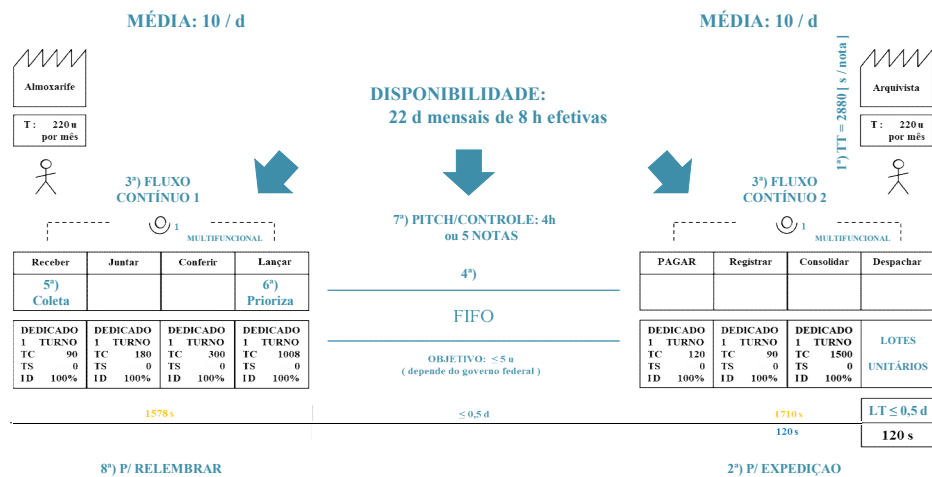 MÉDIA: 10 / d
MÉDIA: 10 / d
Almoxarife
T : 220 u
por mês
DISPONIBILIDADE:
22 d mensais de 8 h efetivas
1ª) TT = 2880 [ s / nota ]
Arquivista
T : 220 u
por mês
3ª) FLUXO
CONTÍNUO 1
1
MULTIFUNCIONAL
7ª) PITCH/CONTROLE: 4h
ou 5 NOTAS
3ª) FLUXO
CONTÍNUO 2
1
MULTIFUNCIONAL
Receber Juntar Conferir Lançar
5ª)
Coleta
6ª)
Prioriza
4ª)
FIFO
OBJETIVO: ≤ 5 u
( depende do governo federal )
PAGAR Registrar Consolidar Despachar
DEDICADO DEDICADO DEDICADO DEDICADO
1 TURNO 1 TURNO 1 TURNO 1 TURNO
TC 90 TC 180 TC 300 TC 1008
TS 0 TS 0 TS 0 TS 0
ID 100% ID 100% ID 100% ID 100%
DEDICADO DEDICADO DEDICADO
1 TURNO 1 TURNO 1 TURNO
TC 120 TC 90 TC 1500
TS 0 TS 0 TS 0
ID 100% ID 100% ID 100%
LOTES
UNITÁRIOS
1578 s
≤ 0,5 d
1710 s
120 s
LT ≤ 0,5 d
120 s
8ª) P/ RELEMBRAR
2ª) P/ EXPEDIÇAO